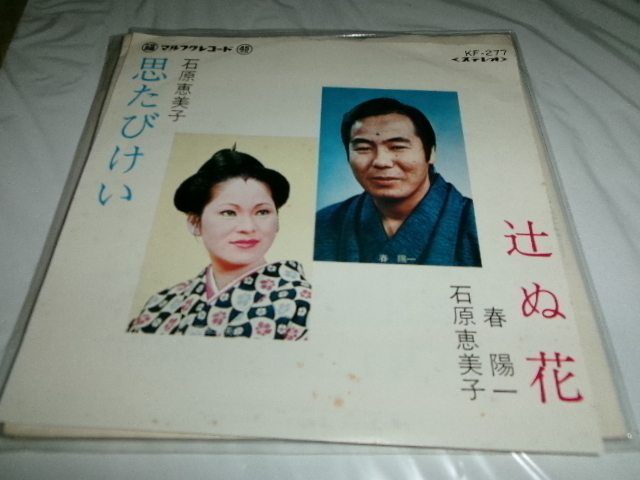 福 マルフクレコード 福
KF-277
<ステレオ>
思たびけい
石原恵美子
春 陽一
辻ぬ花
春 陽一
石原恵美子